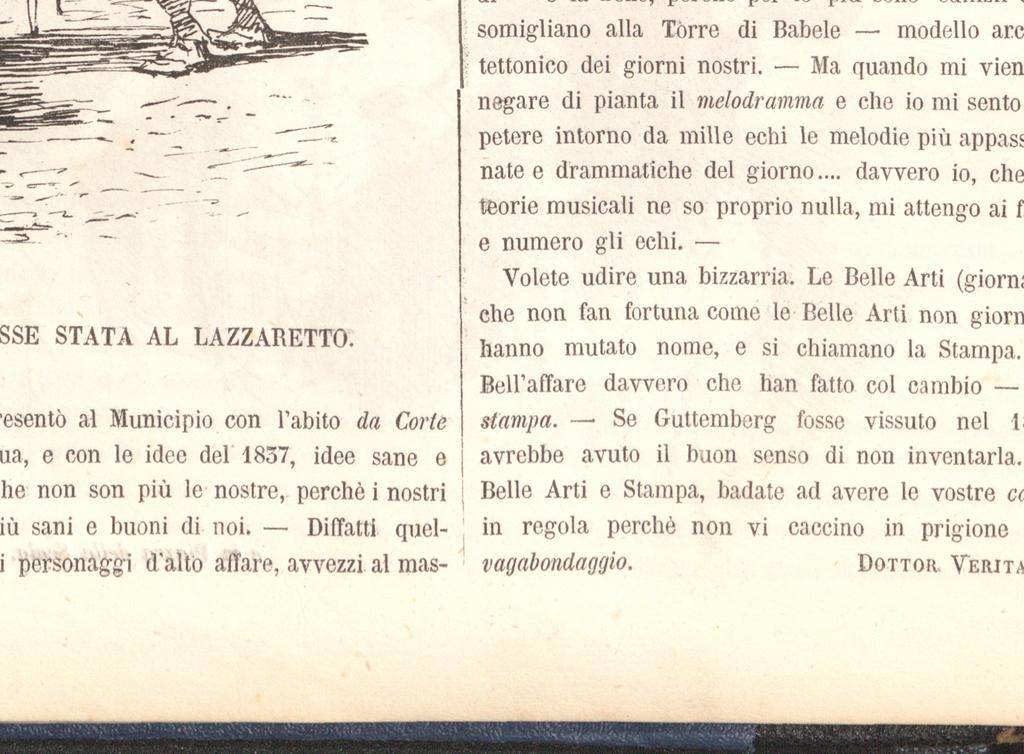 SSE STATA AL LAZZARETTO.
resentò al Municipio con l'abito da Corte
ua, e con le idee del 1837, idee sane e
he non son più le nostre, perchè i nostri
iù sani e buoni di noi. — Diffatti quel-
i personaggi d'alto affare, avvezzi al mas-
somigliano alla Torre di Babele — modello arc
tettonico dei giorni nostri. — Ma quando mi vien
negare di pianta il melodramma e che io mi sento
petere intorno da mille echi le melodie più appass
nate e drammatiche del giorno.... davvero io, che
teorie musicali ne so proprio nulla, mi attengo ai f
e numero gli echi. —
Volete udire una bizzarria. Le Belle Arti (giorna
che non fan fortuna come le Belle Arti non giorn
hanno mutato nome, e si chiamano la Stampa.
Bell'affare davvero che han fatto col cambio —
stampa. — Se Guttemberg fosse vissuto nel 18
avrebbe avuto il buon senso di non inventarla.
Belle Arti e Stampa, badate ad avere le vostre ca
in regola perchè non vi caccino in prigione
vagabondaggio. DOTTOR VERITA